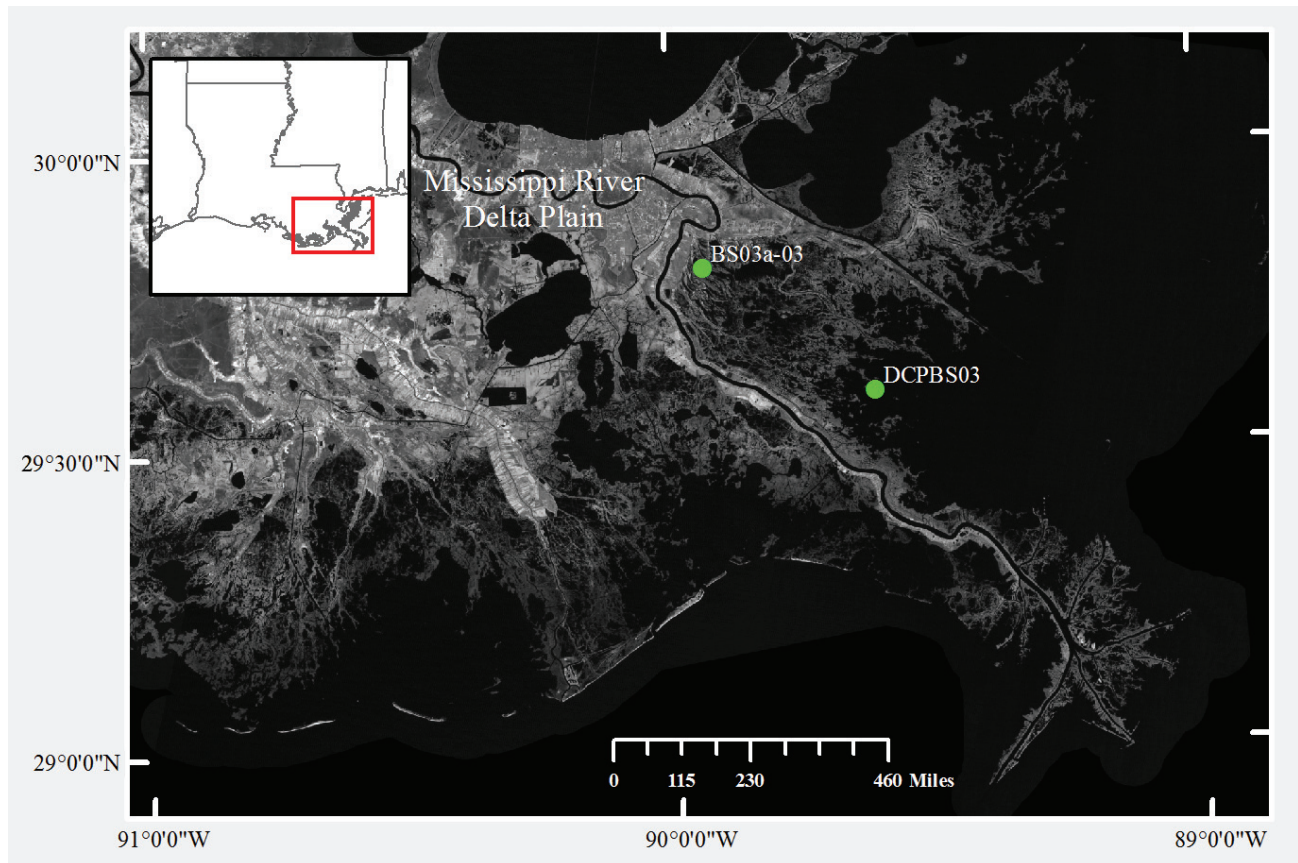 30°0'0"N
Mississippi River
Delta Plain
BS03a-03
DCPBS03
29°30'0"N
29°0'0"N
0 115 230 460 Miles
91°0'0"W 90°0'0"W 89°0'0"W